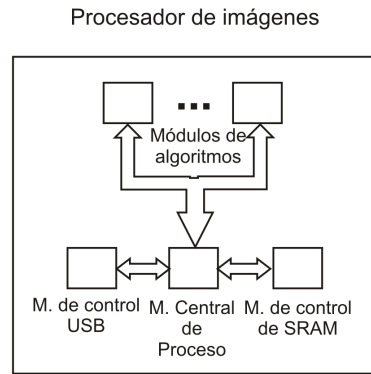 Procesador de imágenes
Módulos de
algoritmos
M. de control
USB
M. Central
de
Proceso
M. de control
de SRAM